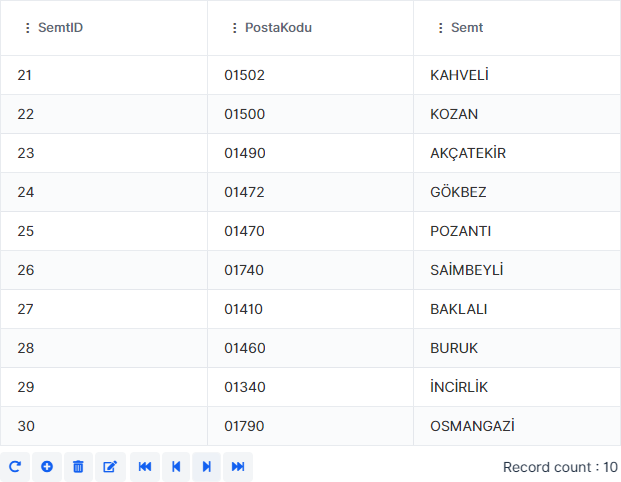 SemtID PostaKodu Semt
21 01502 KAHVELİ
22 01500 KOZAN
23 01490 AKÇATEKİR
24 01472 GÖKBEZ
25 01470 POZANTI
26 01740 SAİMBEYLİ
27 01410 BAKLALI
28 01460 BURUK
29 01340 İNCİRLİK
30 01790 OSMANGAZİ
Record count : 10